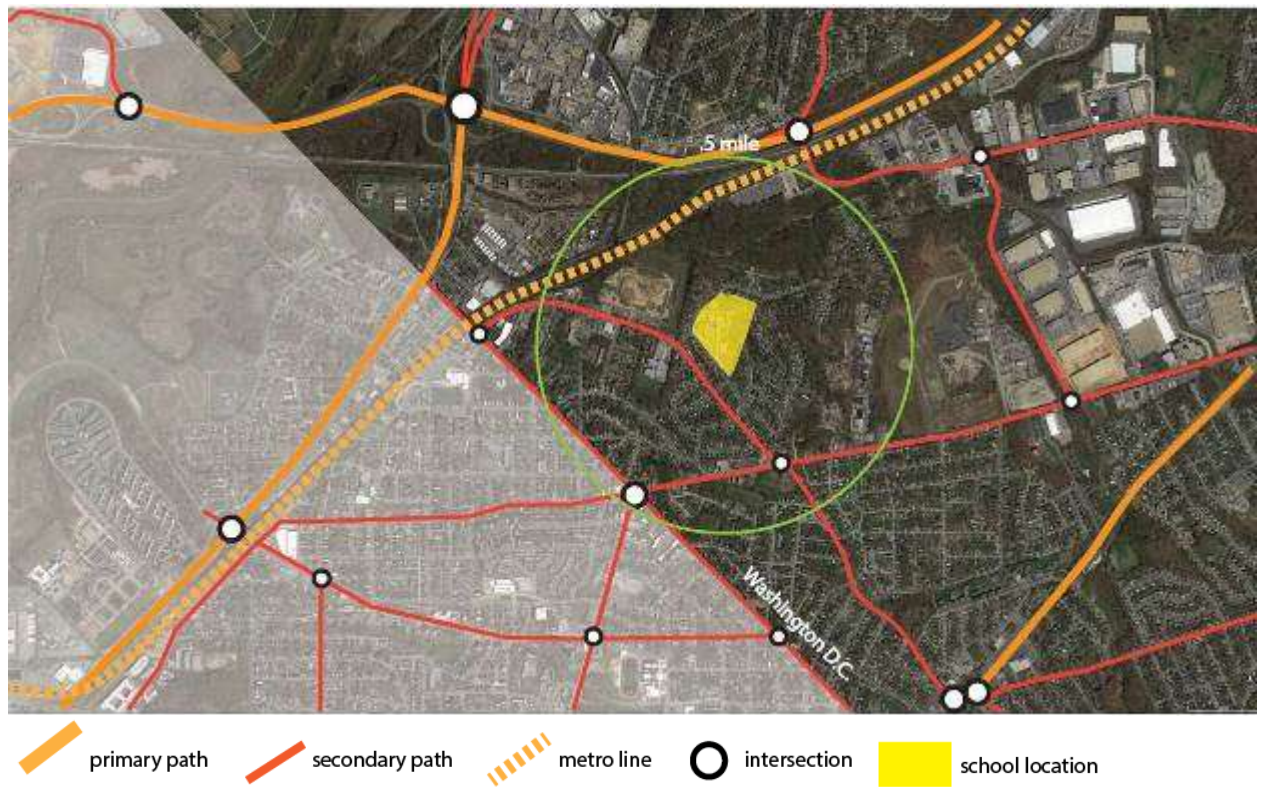 .5 mile
Washington D.C.
primary path
secondary path
metro line
intersection
school location